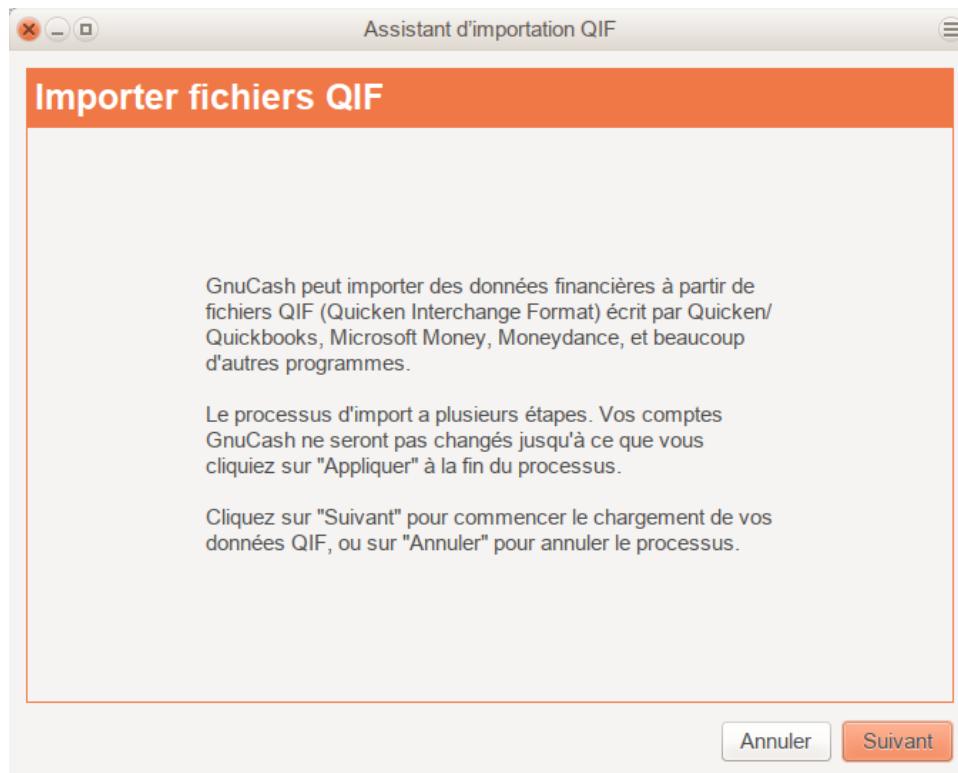 Assistant d’importation QIF
Importer fichiers QIF
GnuCash peut importer des données financières à partir de
fichiers QIF (Quicken Interchange Format) écrit par Quicken/
Quickbooks, Microsoft Money, Moneydance, et beaucoup
d'autres programmes.
Le processus d'import a plusieurs étapes. Vos comptes
GnuCash ne seront pas changés jusqu'à ce que vous
cliquiez sur "Appliquer" à la fin du processus.
Cliquez sur "Suivant" pour commencer le chargement de vos
données QIF, ou sur "Annuler" pour annuler le processus.
Annuler Suivant